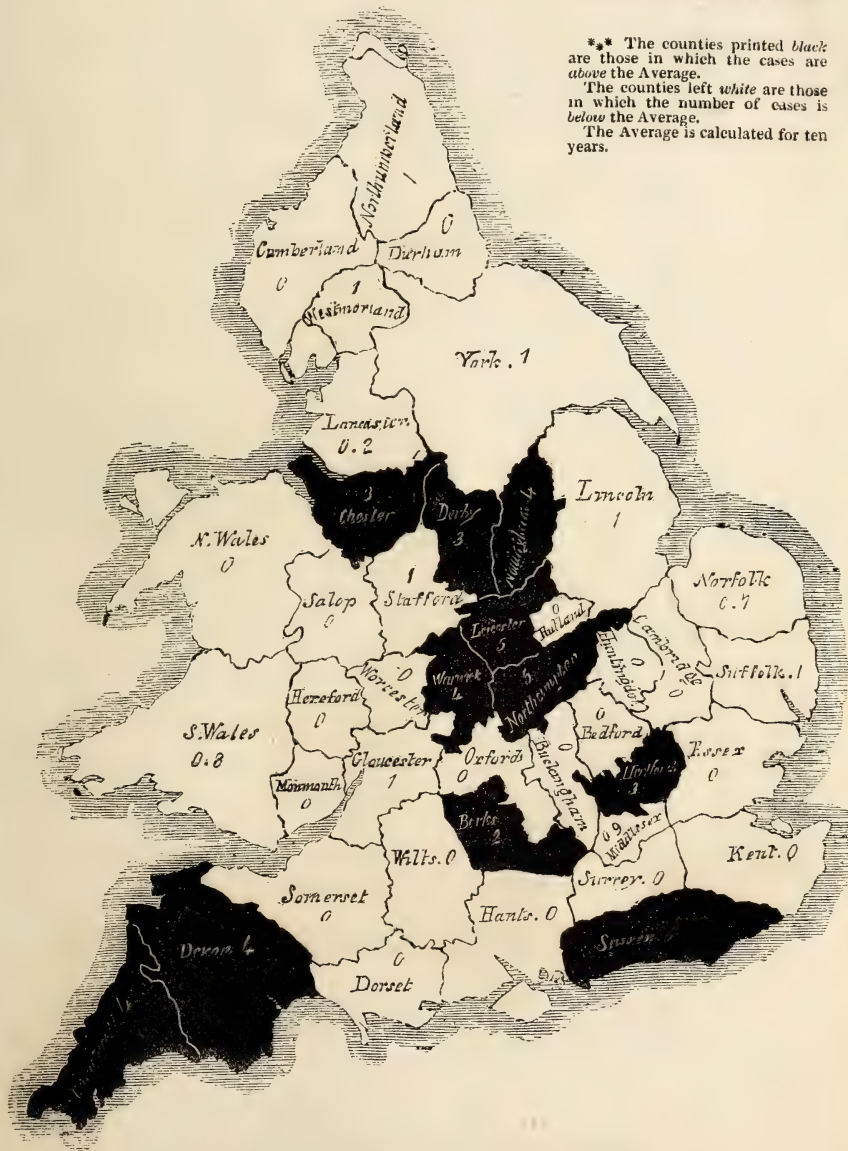 *** The counties printed black
are those in which the cases are
above the Average.
The counties left white are those
in which the number of cases is
below the Average.
The Average is calculated for ten
years.
Northumberland
1
Cumberland
0
0
Durham
1
Westmorland
York. 1
Lancaster
0.2
3
Chester
Derby
3
4
Lincoln
1
N. Wales
0
Salop
0
1
Stafford
Leicester
5
0
Rutland
Norfolk
0.7
Huntingdon
0
Cambridge
0
Suffolk. 1
Warwick
4
5
Northampton
0
Worcester
Hereford
0
S. Wales
0.8
Monmouth
0
Gloucester
1
Oxford
0
0
Buckingham
0
Bedford
Hertford
3
Essex
0
Berks
2
0.9
Middlesex
Wilts. 0
Kent. 0
Surrey. 0
Somerset
0
Hants. 0
Sussex
Devon 4
0
Dorset
4